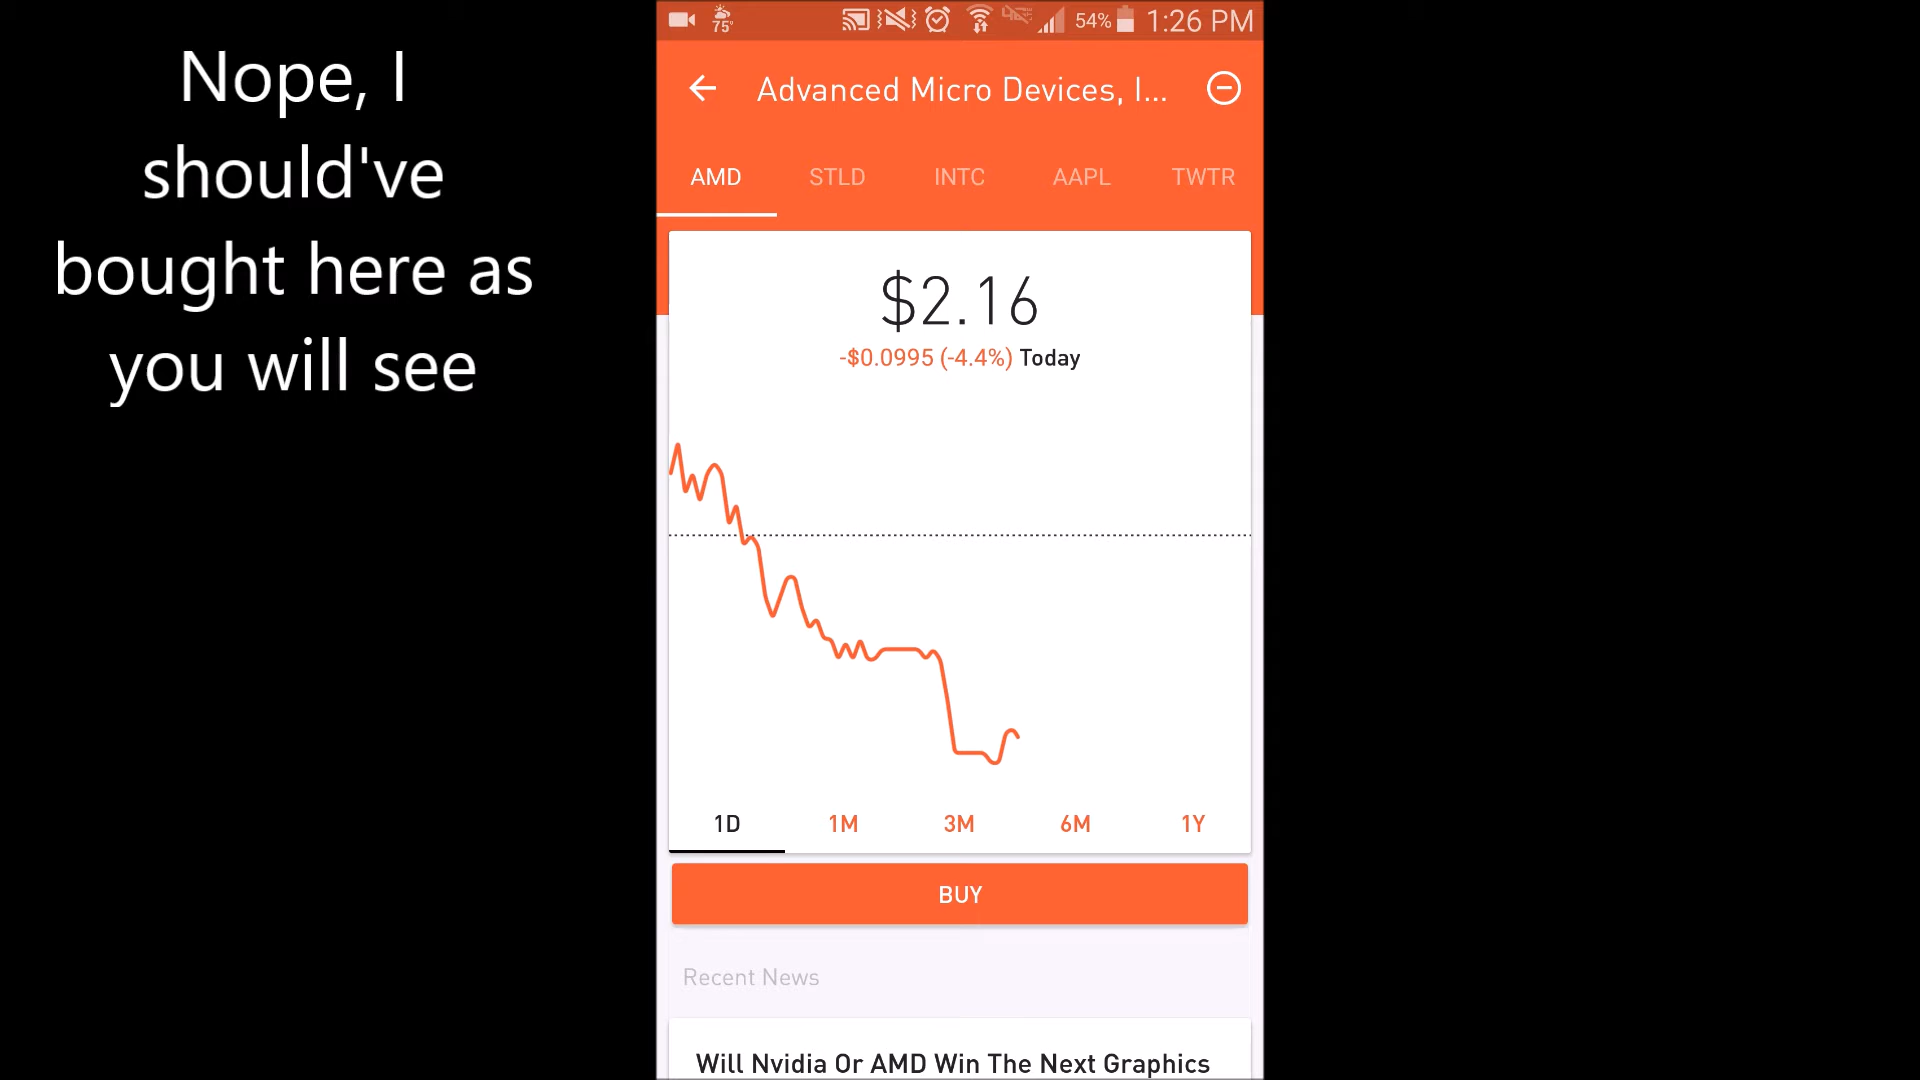 Nope, I
should've
bought here as
you will see
75°
54%
1:26 PM
Advanced Micro Devices, I...
AMD
STLD
INTC
AAPL
TWTR
$2.16
-$0.0995 (-4.4%) Today
1D
1M
3M
6M
1Y
BUY
Recent News
Will Nvidia Or AMD Win The Next Graphics